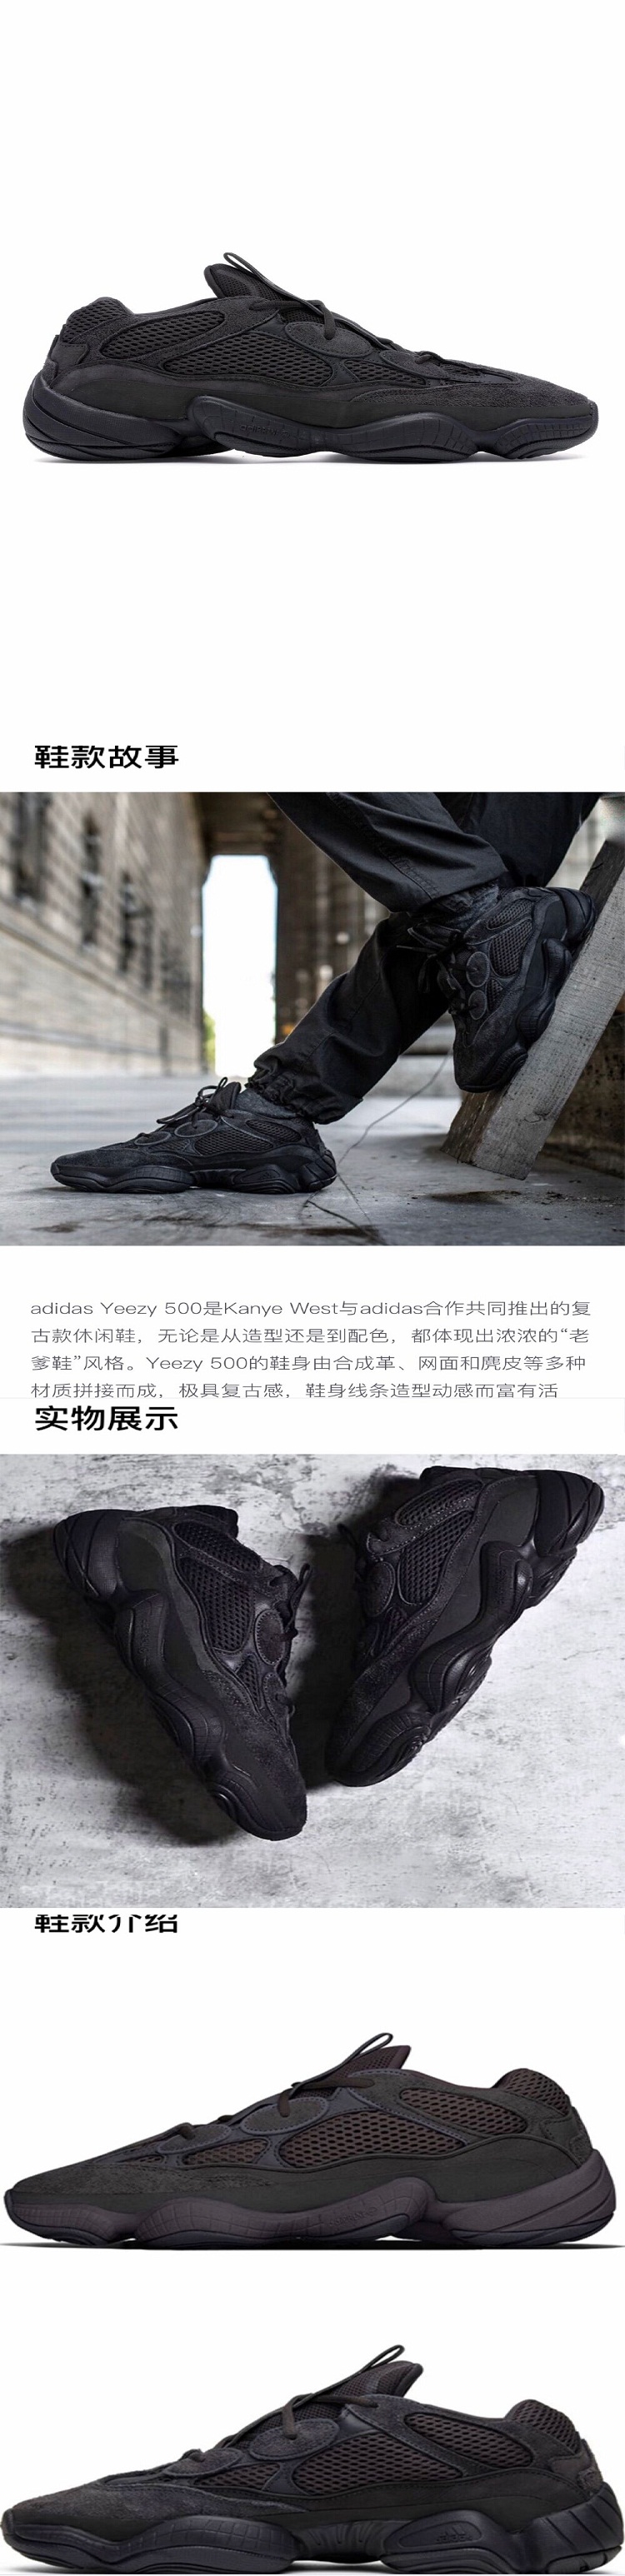 鞋款故事
adidas Yeezy 500是Kanye West与adidas合作共同推出的复
古款休闲鞋，无论是从造型还是到配色，都体现出浓浓的“老
爹鞋”风格。Yeezy 500的鞋身由合成革、网面和麂皮等多种
材质拼接而成，极具复古感，鞋身线条造型动感而富有活
实物展示
鞋款介绍